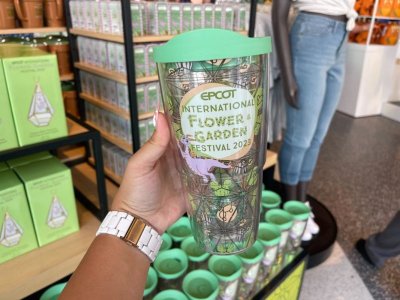 EPCOT
INTERNATIONAL
FLOWER &
GARDEN
FESTIVAL 2023